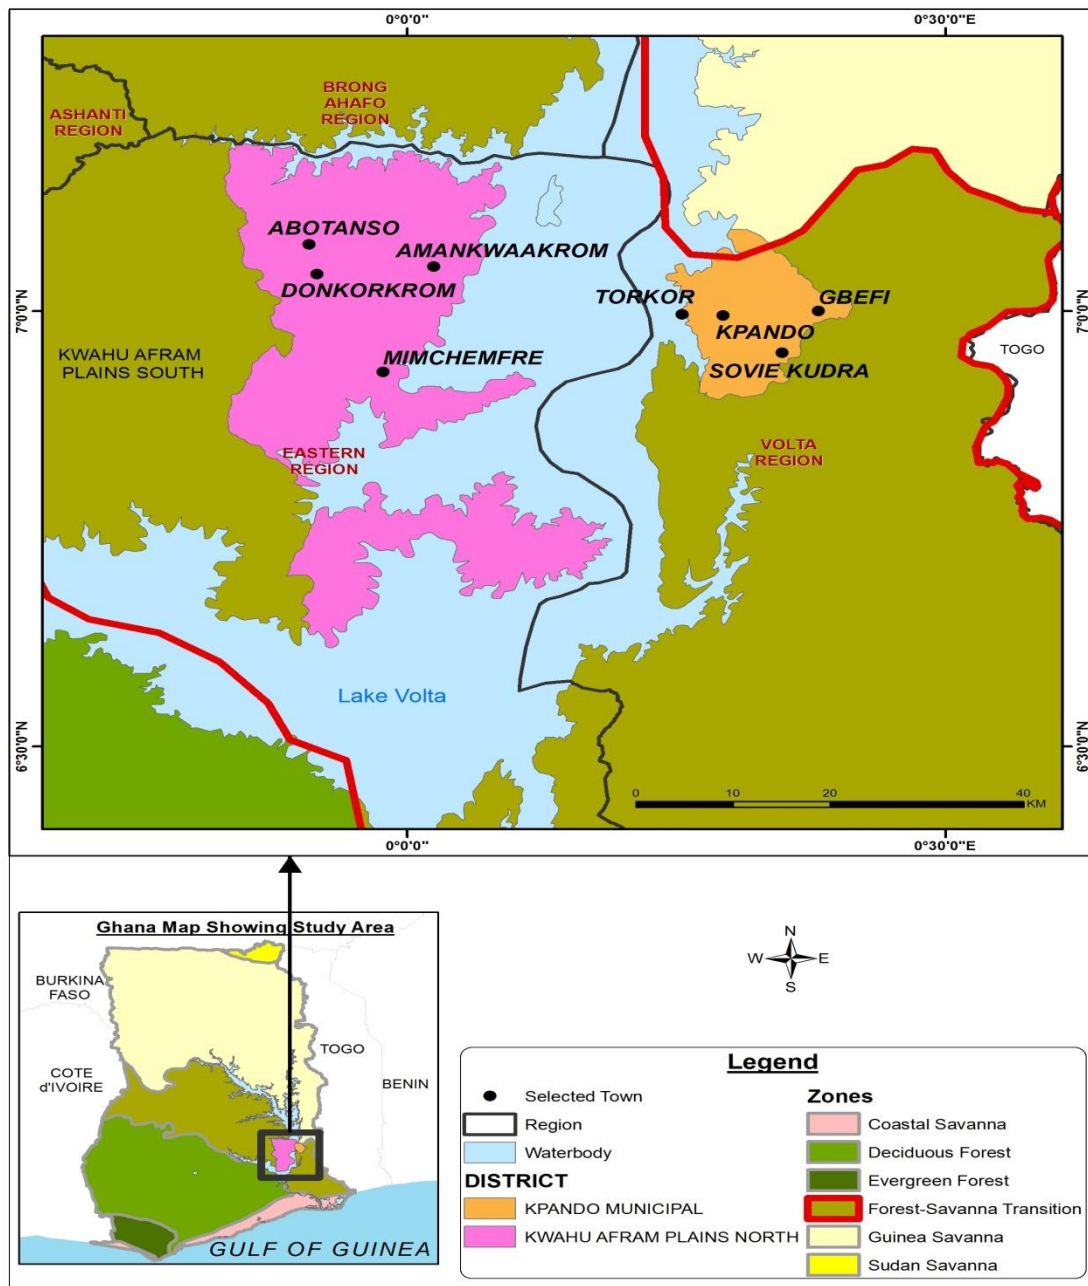 0°0'0"
0°30'0"E
ASHANTI
REGION
BRONG
AHAFO
REGION
ABOTANSO
AMANKWAAKROM
DONKORKROM
TORKOR
GBEFI
KPANDO
SOVIE KUDRA
MIMCHEMFRE
7°0'0"N
7°0'0"N
KWAHU AFRAM
PLAINS SOUTH
TOGO
EASTERN
REGION
VOLTA
REGION
Lake Volta
6°30'0"N
6°30'0"N
0
10
20
40
KM
0°0'0"
0°30'0"E
Ghana Map Showing Study Area
BURKINA
FASO
TOGO
COTE
d'IVOIRE
BENIN
GULF OF GUINEA
N
W
E
S
Legend
Selected Town
Region
Waterbody
DISTRICT
KPANDO MUNICIPAL
KWAHU AFRAM PLAINS NORTH
Zones
Coastal Savanna
Deciduous Forest
Evergreen Forest
Forest-Savanna Transition
Guinea Savanna
Sudan Savanna